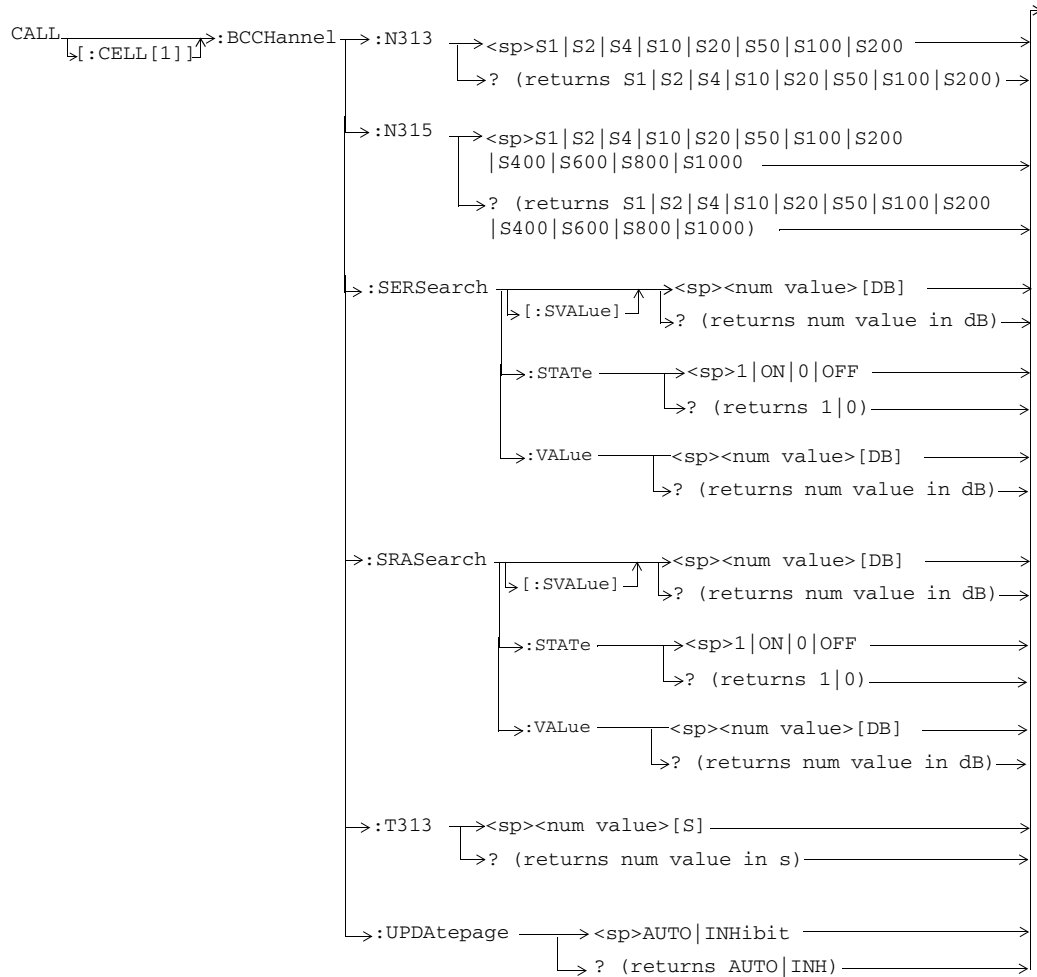 CALL[:CELL[1]]:BCCHannel:N313<sp>S1|S2|S4|S10|S20|S50|S100|S200
? (returns S1|S2|S4|S10|S20|S50|S100|S200)
:N315<sp>S1|S2|S4|S10|S20|S50|S100|S200
|S400|S600|S800|S1000
? (returns S1|S2|S4|S10|S20|S50|S100|S200
|S400|S600|S800|S1000)
:SERSearch[:SVALue]<sp><num value>[DB]
? (returns num value in dB)
:STATe<sp>1|ON|0|OFF
? (returns 1|0)
:VALue<sp><num value>[DB]
? (returns num value in dB)
:SRASearch[:SVALue]<sp><num value>[DB]
? (returns num value in dB)
:STATe<sp>1|ON|0|OFF
? (returns 1|0)
:VALue<sp><num value>[DB]
? (returns num value in dB)
:T313<sp><num value>[S]
? (returns num value in s)
:UPDAtepage<sp>AUTO|INHibit
? (returns AUTO|INH)